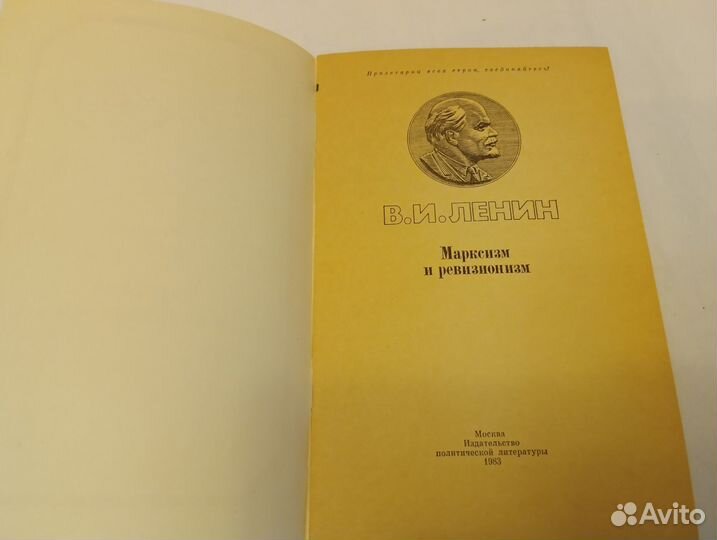 Пролетарии всех стран, соединяйтесь!
В.И. ЛЕНИН
Марксизм
и ревизионизм
Москва
Издательство
политической литературы
1983
Avito